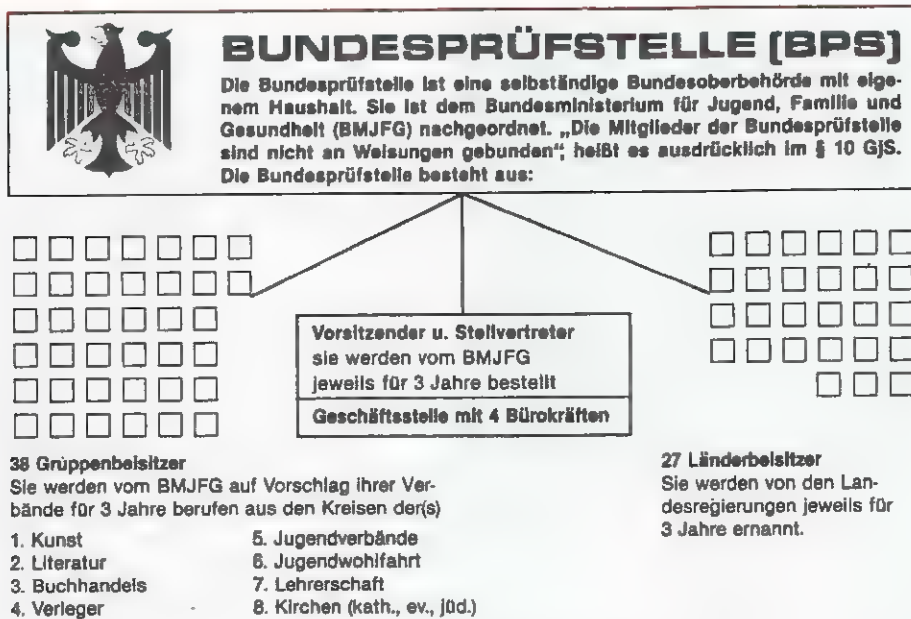 BUNDESPRÜFSTELLE (BPS)
Die Bundesprüfstelle ist eine selbständige Bundesoberbehörde mit eige-
nem Haushalt. Sie ist dem Bundesministerium für Jugend, Familie und
Gesundheit (BMJFG) nachgeordnet. „Die Mitglieder der Bundesprüfstelle
sind nicht an Weisungen gebunden“, heißt es ausdrücklich im § 10 GjS.
Die Bundesprüfstelle besteht aus:
Vorsitzender u. Stellvertreter
sie werden vom BMJFG
jeweils für 3 Jahre bestellt
Geschäftsstelle mit 4 Bürokräften
38 Gruppenbeisitzer
Sie werden vom BMJFG auf Vorschlag ihrer Ver-
bände für 3 Jahre berufen aus den Kreisen der(s)
1. Kunst
2. Literatur
3. Buchhandels
4. Verleger
5. Jugendverbände
6. Jugendwohlfahrt
7. Lehrerschaft
8. Kirchen (kath., ev., jüd.)
27 Länderbeisitzer
Sie werden von den Lan-
desregierungen jeweils für
3 Jahre ernannt.